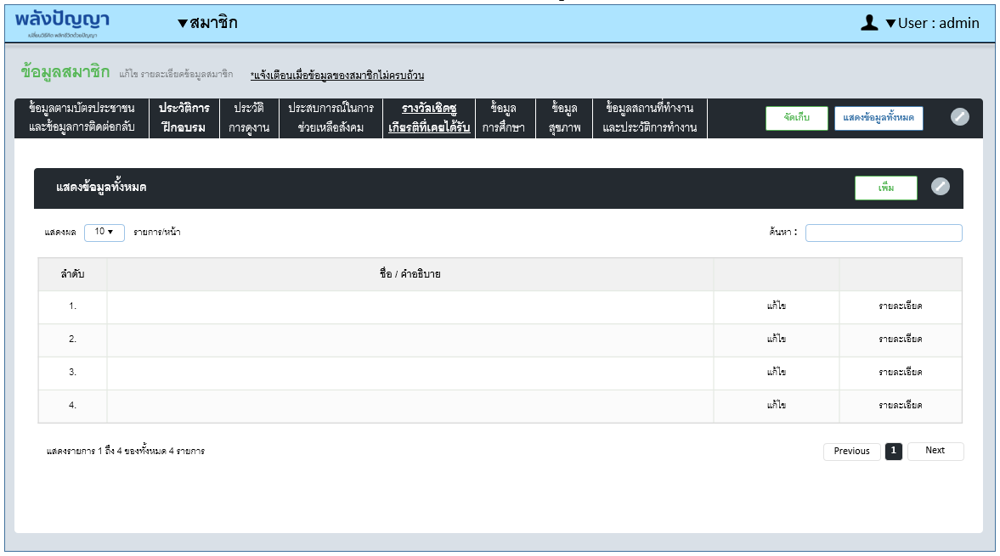 พลังปัญญา
เปลี่ยนวิธีคิด พลิกชีวิตด้วยปัญญา
▼สมาชิก
▼User : admin
ข้อมูลสมาชิก แก้ไข รายละเอียดข้อมูลสมาชิก *แจ้งเตือนเมื่อข้อมูลของสมาชิกไม่ครบถ้วน
ข้อมูลตามบัตรประชาชน
และข้อมูลการติดต่อกลับ
ประวัติการ
ฝึกอบรม
ประวัติ
การดูงาน
ประสบการณ์ในการ
ช่วยเหลือสังคม
รางวัลเชิดชู
เกียรติที่เคยได้รับ
ข้อมูล
การศึกษา
ข้อมูล
สุขภาพ
ข้อมูลสถานที่ทำงาน
และประวัติการทำงาน
จัดเก็บ
แสดงข้อมูลทั้งหมด
แสดงข้อมูลทั้งหมด
เพิ่ม
แสดงผล 10 ▼ รายการ/หน้า
ค้นหา :
ลำดับ ชื่อ / คำอธิบาย
1. แก้ไข รายละเอียด
2. แก้ไข รายละเอียด
3. แก้ไข รายละเอียด
4. แก้ไข รายละเอียด
แสดงรายการ 1 ถึง 4 ของทั้งหมด 4 รายการ
Previous 1 Next